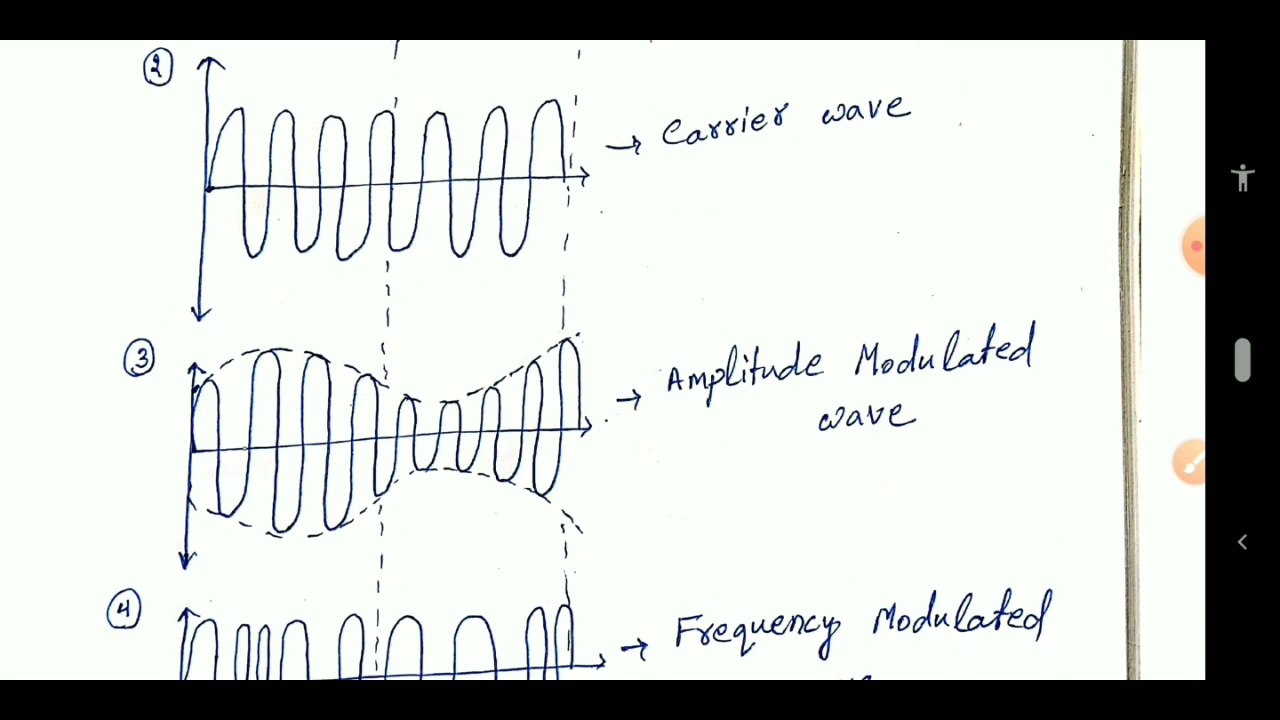 2
→ Carrier wave
3
→ Amplitude Modulated
wave
4
→ Frequency Modulated